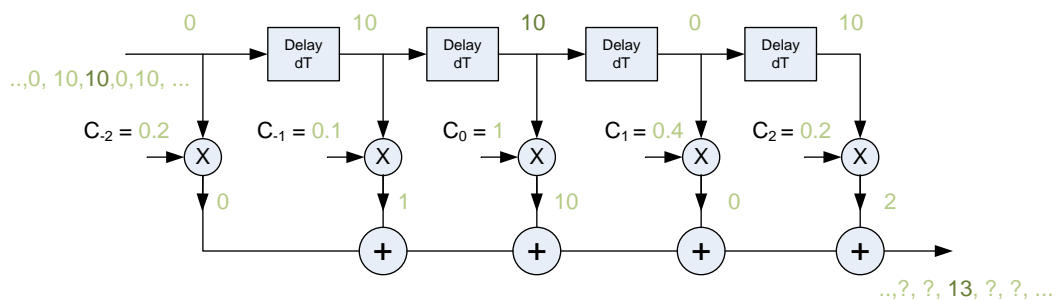 0 10 10 0 10
Delay dT Delay dT Delay dT Delay dT
..,0, 10,10,0,10, ...
C-2 = 0.2 C-1 = 0.1 C0 = 1 C1 = 0.4 C2 = 0.2
X X X X X
0 1 10 0 2
+ + + +
..,?, ?, 13, ?, ?, ...